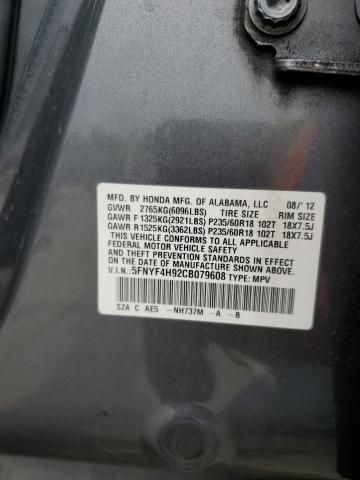 MFD. BY HONDA MFG. OF ALABAMA, LLC 08/'12
GVWR 2765KG(6096LBS) TIRE SIZE RIM SIZE
GAWR F 1325KG(2921LBS) P235/60R18 102T 18X7.5J
GAWR R 1525KG(3362LBS) P235/60R18 102T 18X7.5J
THIS VEHICLE CONFORMS TO ALL APPLICABLE
FEDERAL MOTOR VEHICLE SAFETY, BUMPER,
AND THEFT PREVENTION STANDARDS IN EFFECT
ON THE DATE OF MANUFACTURE SHOWN ABOVE.
V.I.N.:5FNYF4H92CB079608 TYPE: MPV
SZA C AE5 -NH737M -A -B